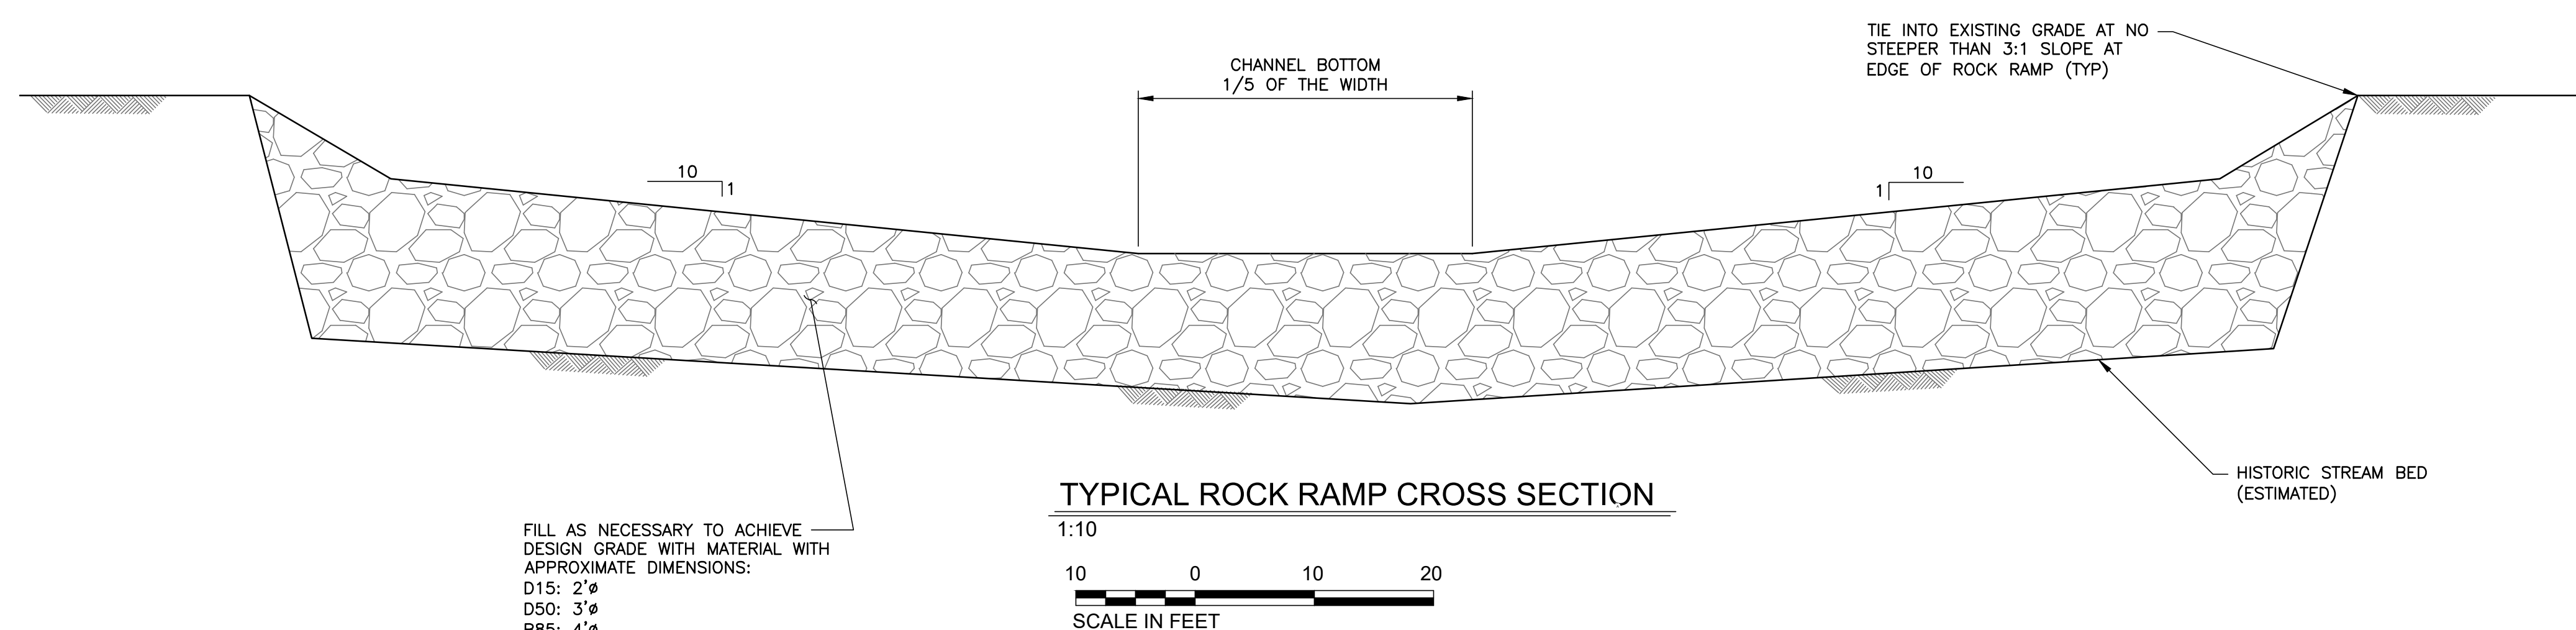 TIE INTO EXISTING GRADE AT NO
STEEPER THAN 3:1 SLOPE AT
EDGE OF ROCK RAMP (TYP)
CHANNEL BOTTOM
1/5 OF THE WIDTH
10
1
10
1
HISTORIC STREAM BED
(ESTIMATED)
TYPICAL ROCK RAMP CROSS SECTION
1:10
FILL AS NECESSARY TO ACHIEVE
DESIGN GRADE WITH MATERIAL WITH
APPROXIMATE DIMENSIONS:
D15: 2'ø
D50: 3'ø
10 0 10 20
SCALE IN FEET